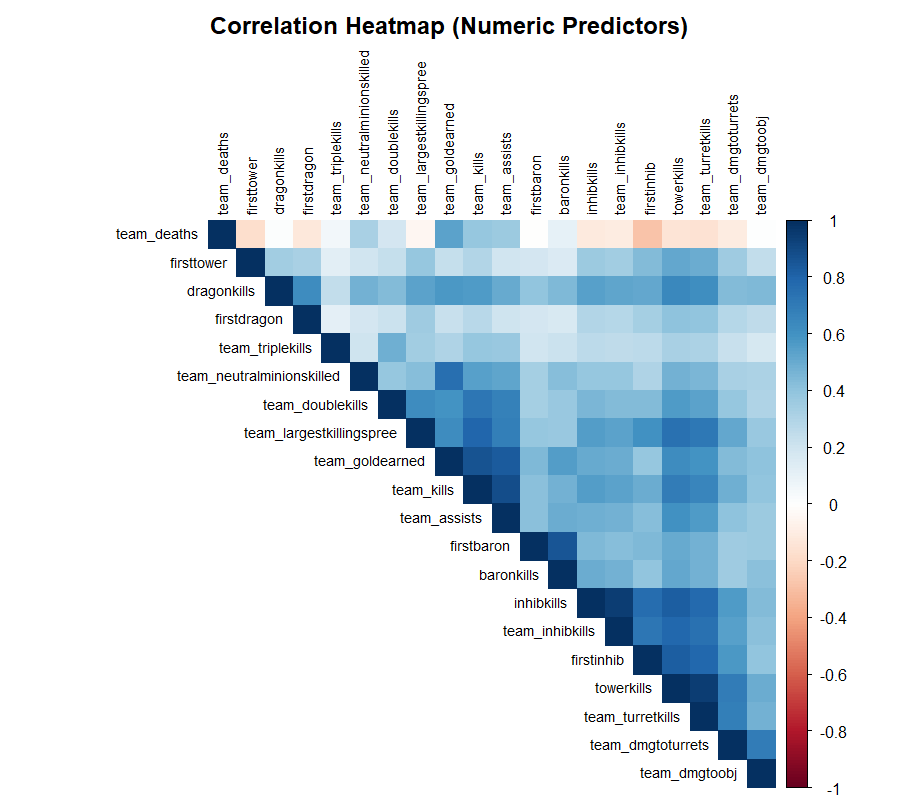 Correlation Heatmap (Numeric Predictors)
team_deaths
firsttower
dragonkills
firstdragon
team_triplekills
team_neutralminionskilled
team_doublekills
team_largestkillingspree
team_goldearned
team_kills
team_assists
firstbaron
baronkills
inhibkills
team_inhibkills
firstinhib
towerkills
team_turretkills
team_dmgtoturrets
team_dmgtoobj
team_deaths
firsttower
dragonkills
firstdragon
team_triplekills
team_neutralminionskilled
team_doublekills
team_largestkillingspree
team_goldearned
team_kills
team_assists
firstbaron
baronkills
inhibkills
team_inhibkills
firstinhib
towerkills
team_turretkills
team_dmgtoturrets
team_dmgtoobj
1
0.8
0.6
0.4
0.2
0
-0.2
-0.4
-0.6
-0.8
-1